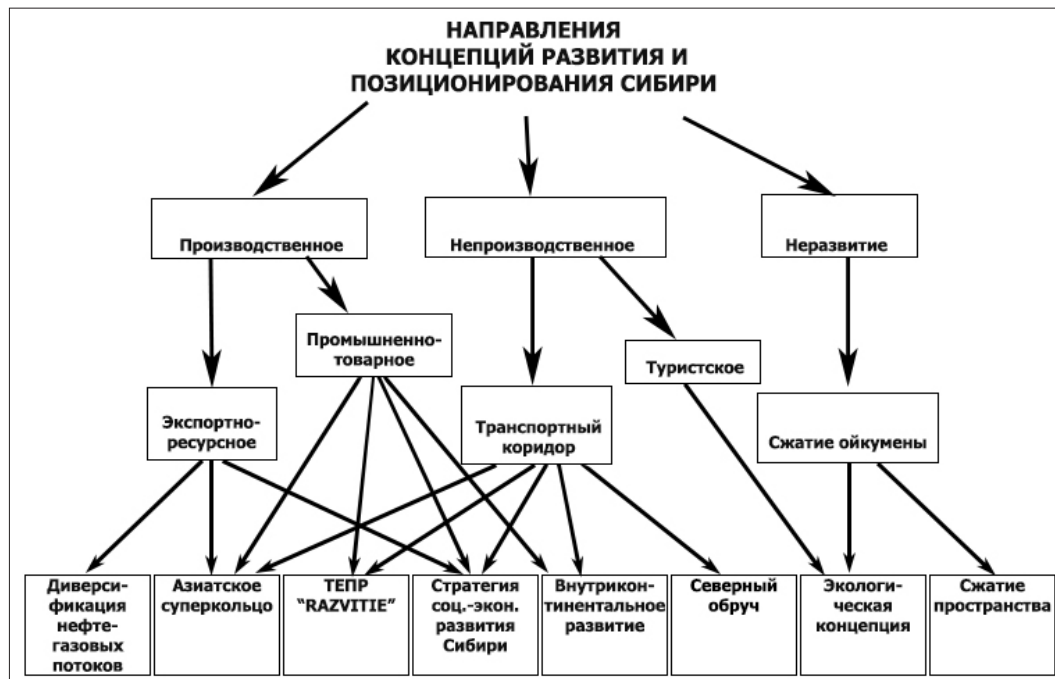 НАПРАВЛЕНИЯ
КОНЦЕПЦИЙ РАЗВИТИЯ И
ПОЗИЦИОНИРОВАНИЯ СИБИРИ
Производственное
Непроизводственное
Неразвитие
Промышленно-
товарное
Туристское
Экспортно-
ресурсное
Транспортный
коридор
Сжатие ойкумены
Диверси-
фикация
нефте-
газовых
потоков
Азиатское
суперкольцо
ТЕПР
“RAZVITIE”
Стратегия
соц.-экон.
развития
Сибири
Внутрикон-
тинентальное
развитие
Северный
обруч
Экологи-
ческая
концепция
Сжатие
пространства